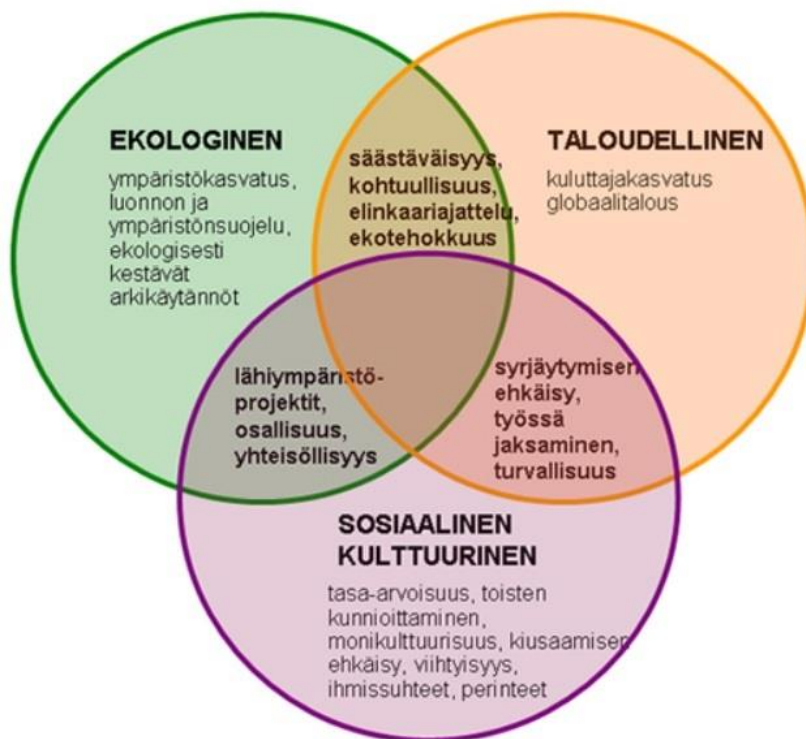 EKOLOGINEN
ympäristökasvatus,
luonnon ja
ympäristönsuojelu,
ekologisesti
kestävät
arkikäytännöt
säästäväisyys,
kohtuullisuus,
elinkaariajattelu,
ekotehokkuus
TALOUDELLINEN
kuluttajakasvatus
globaalitalous
lähiympäristö-
projektit,
osallisuus,
yhteisöllisyys
syrjäytymisen
ehkäisy,
työssä
jaksaminen,
turvallisuus
SOSIAALINEN
KULTTUURINEN
tasa-arvoisuus, toisten
kunnioittaminen,
monikulttuurisuus, kiusaamisen
ehkäisy, viihtyisyys,
ihmissuhteet, perinteet